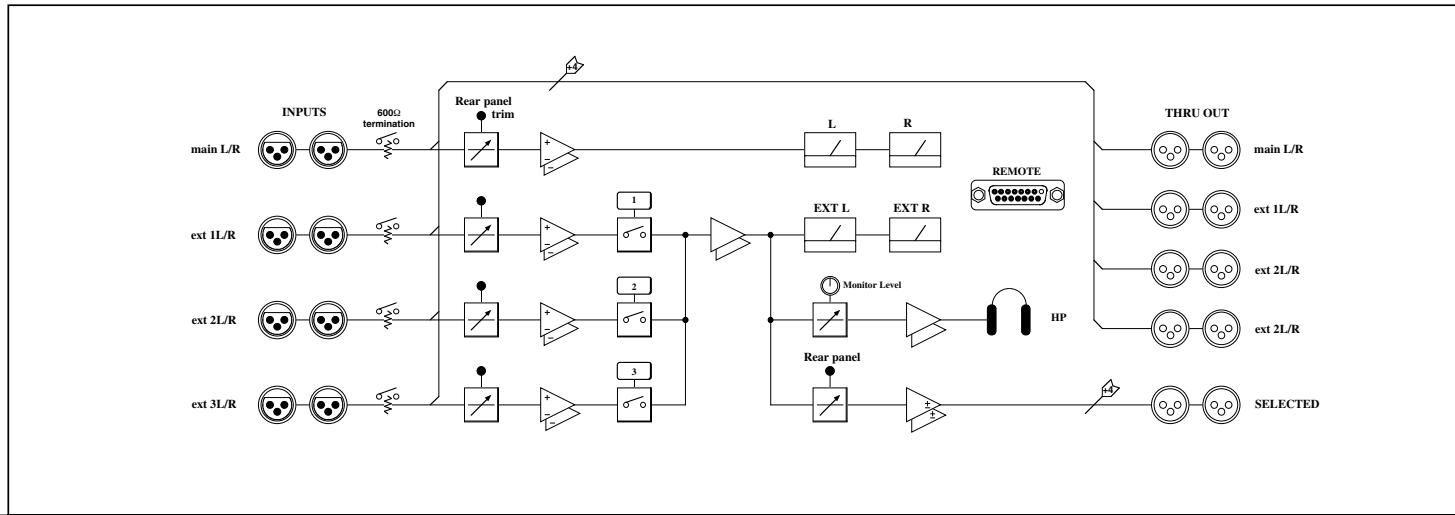 +4
INPUTS
600Ω
termination
Rear panel
trim
L
R
THRU OUT
main L/R
+
−
−
main L/R
REMOTE
1
EXT L
EXT R
ext 1L/R
+
−
−
ext 1L/R
2
Monitor Level
ext 2L/R
ext 2L/R
+
−
−
HP
ext 2L/R
Rear panel
3
+4
ext 3L/R
+
−
−
±
±
SELECTED